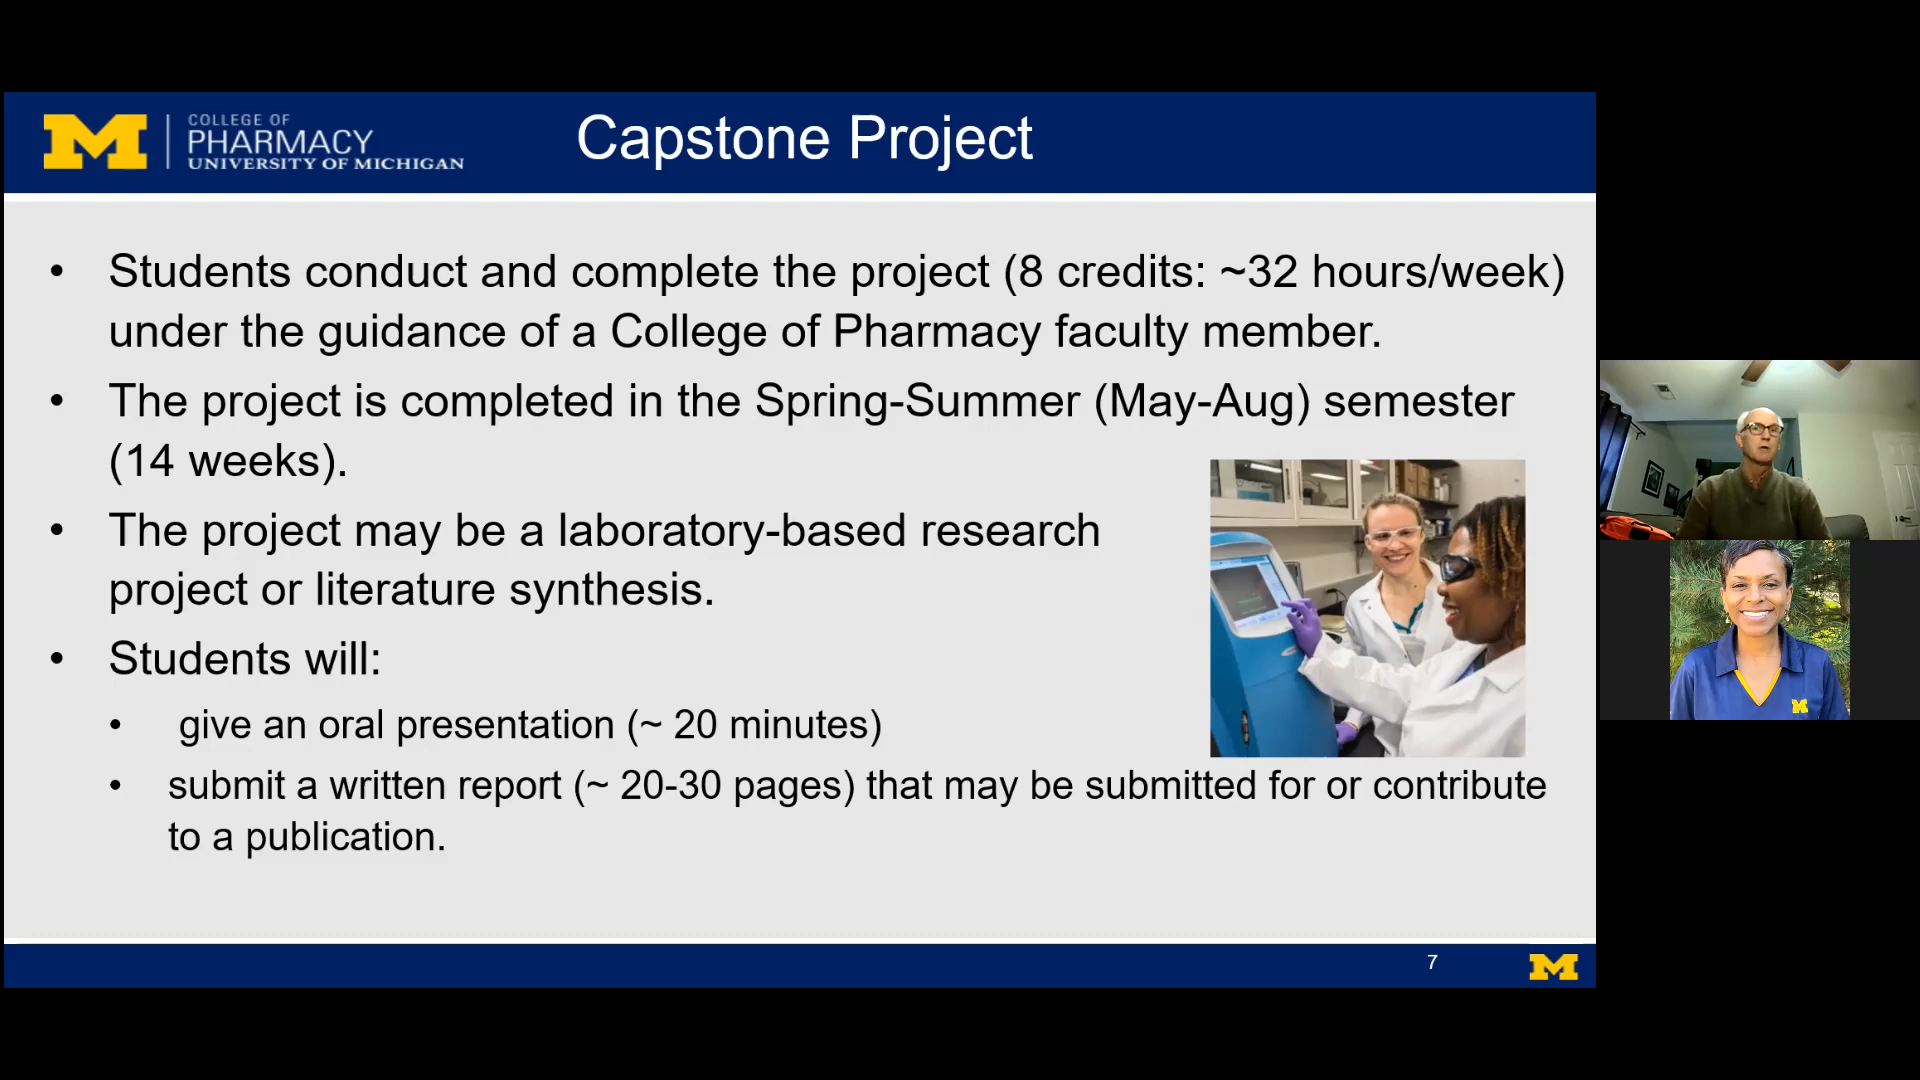 COLLEGE OF
PHARMACY
UNIVERSITY OF MICHIGAN
Capstone Project
• Students conduct and complete the project (8 credits: ~32 hours/week)
under the guidance of a College of Pharmacy faculty member.
• The project is completed in the Spring-Summer (May-Aug) semester
(14 weeks).
• The project may be a laboratory-based research
project or literature synthesis.
• Students will:
• give an oral presentation (~ 20 minutes)
• submit a written report (~ 20-30 pages) that may be submitted for or contribute
to a publication.
7